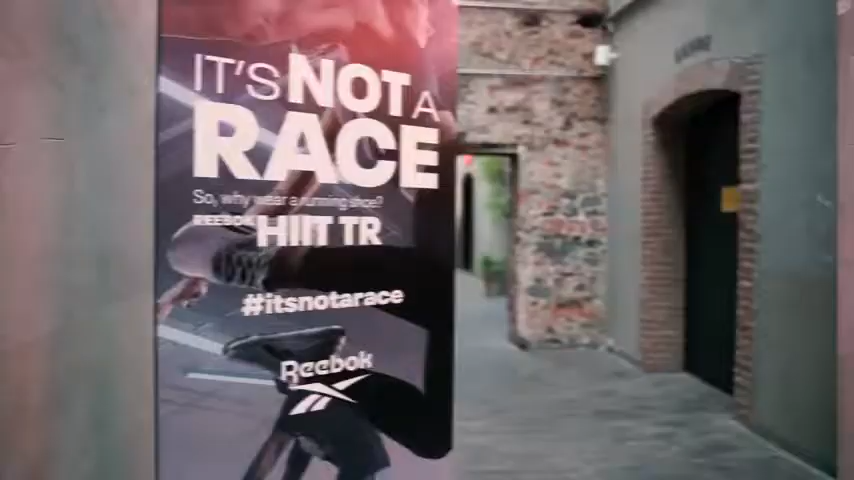 IT'S NOT A
RACE
So, why wear a running shoe?
REEBOK HIIT TR
#itsnotarace
Reebok